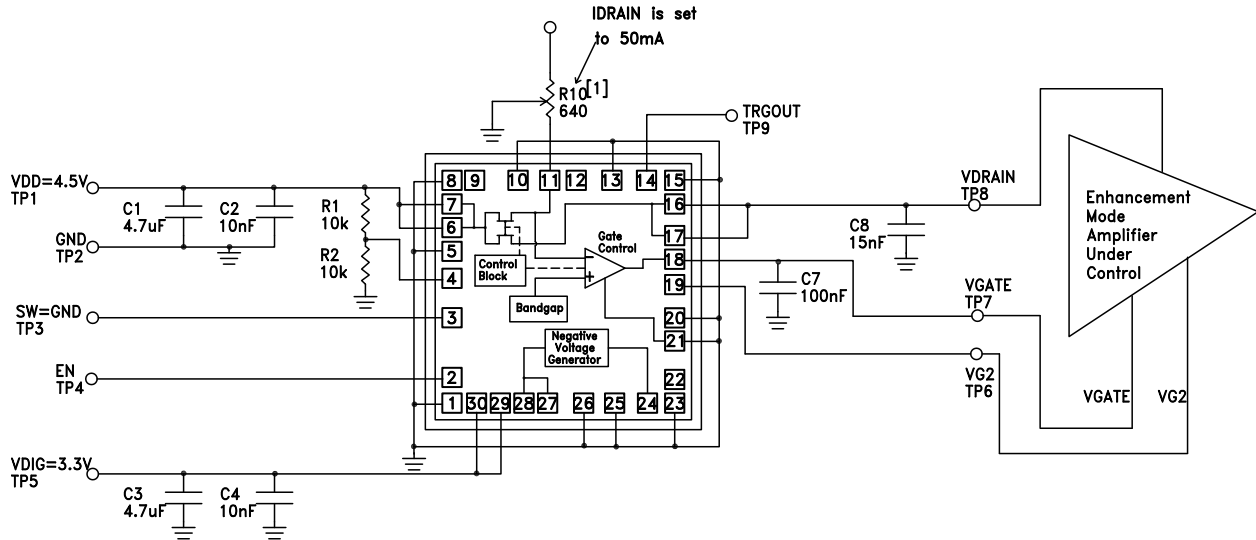 IDRAIN is set
to 50mA
R10[1]
640
TRGOUT
TP9
VDD=4.5V
TP1
C1
4.7uF
C2
10nF
R1
10k
GND
TP2
R2
10k
SW=GND
TP3
EN
TP4
VDIG=3.3V
TP5
C3
4.7uF
C4
10nF
8
9
10
11
12
13
14
15
7
6
5
4
3
2
1
16
17
18
19
20
21
22
30
29
28
27
26
25
24
23
Gate
Control
Control
Block
−
+
Bandgap
Negative
Voltage
Generator
VDRAIN
TP8
C8
15nF
C7
100nF
VGATE
TP7
VG2
TP6
Enhancement
Mode
Amplifier
Under
Control
VGATE
VG2